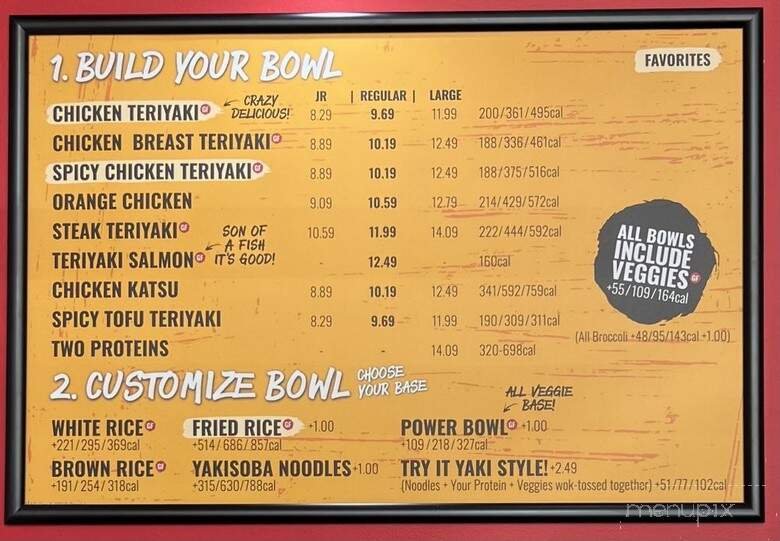 1. BUILD YOUR BOWL
FAVORITES
JR | REGULAR | LARGE
CHICKEN TERIYAKI GF CRAZY DELICIOUS! 8.29 9.69 11.99 200/361/495cal
CHICKEN BREAST TERIYAKI GF 8.89 10.19 12.49 188/336/461cal
SPICY CHICKEN TERIYAKI GF 8.89 10.19 12.49 188/375/516cal
ORANGE CHICKEN 9.09 10.59 12.79 214/429/572cal
STEAK TERIYAKI GF 10.59 11.99 14.09 222/444/592cal
TERIYAKI SALMON GF SON OF A FISH IT'S GOOD! - 12.49 - 160cal
CHICKEN KATSU 8.89 10.19 12.49 341/592/759cal
SPICY TOFU TERIYAKI 8.29 9.69 11.99 190/309/311cal
TWO PROTEINS - - 14.09 320-698cal
ALL BOWLS
INCLUDE
VEGGIES GF
+55/109/164cal
(All Broccoli +48/95/143cal +1.00)
2. CUSTOMIZE BOWL CHOOSE YOUR BASE
ALL VEGGIE
BASE!
WHITE RICE GF FRIED RICE GF +1.00 POWER BOWL GF +1.00
+221/295/369cal +514/686/857cal +109/218/327cal
BROWN RICE GF YAKISOBA NOODLES +1.00 TRY IT YAKI STYLE! +2.49
+191/254/318cal +315/630/788cal (Noodles + Your Protein + Veggies wok-tossed together) +51/77/102cal
menupix